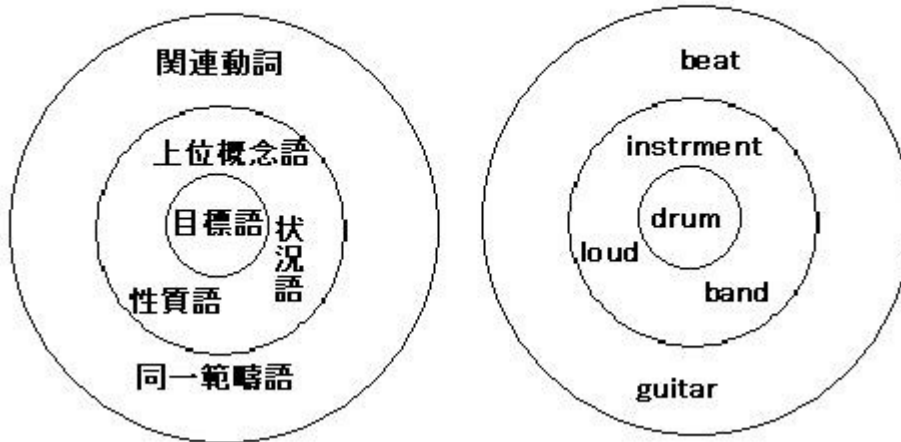 関連動詞
上位概念語
目標語
状況語
性質語
同一範疇語
beat
instrment
drum
loud
band
guitar